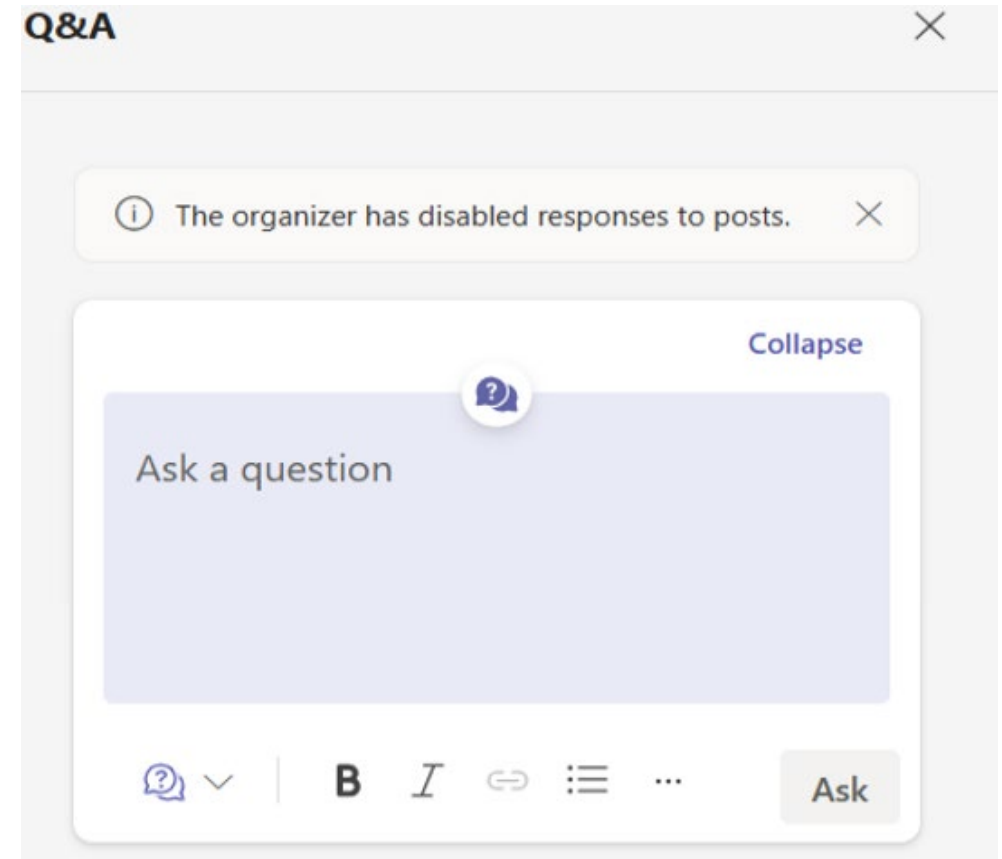 Q&A
The organizer has disabled responses to posts.
Collapse
Ask a question
B I ...
Ask